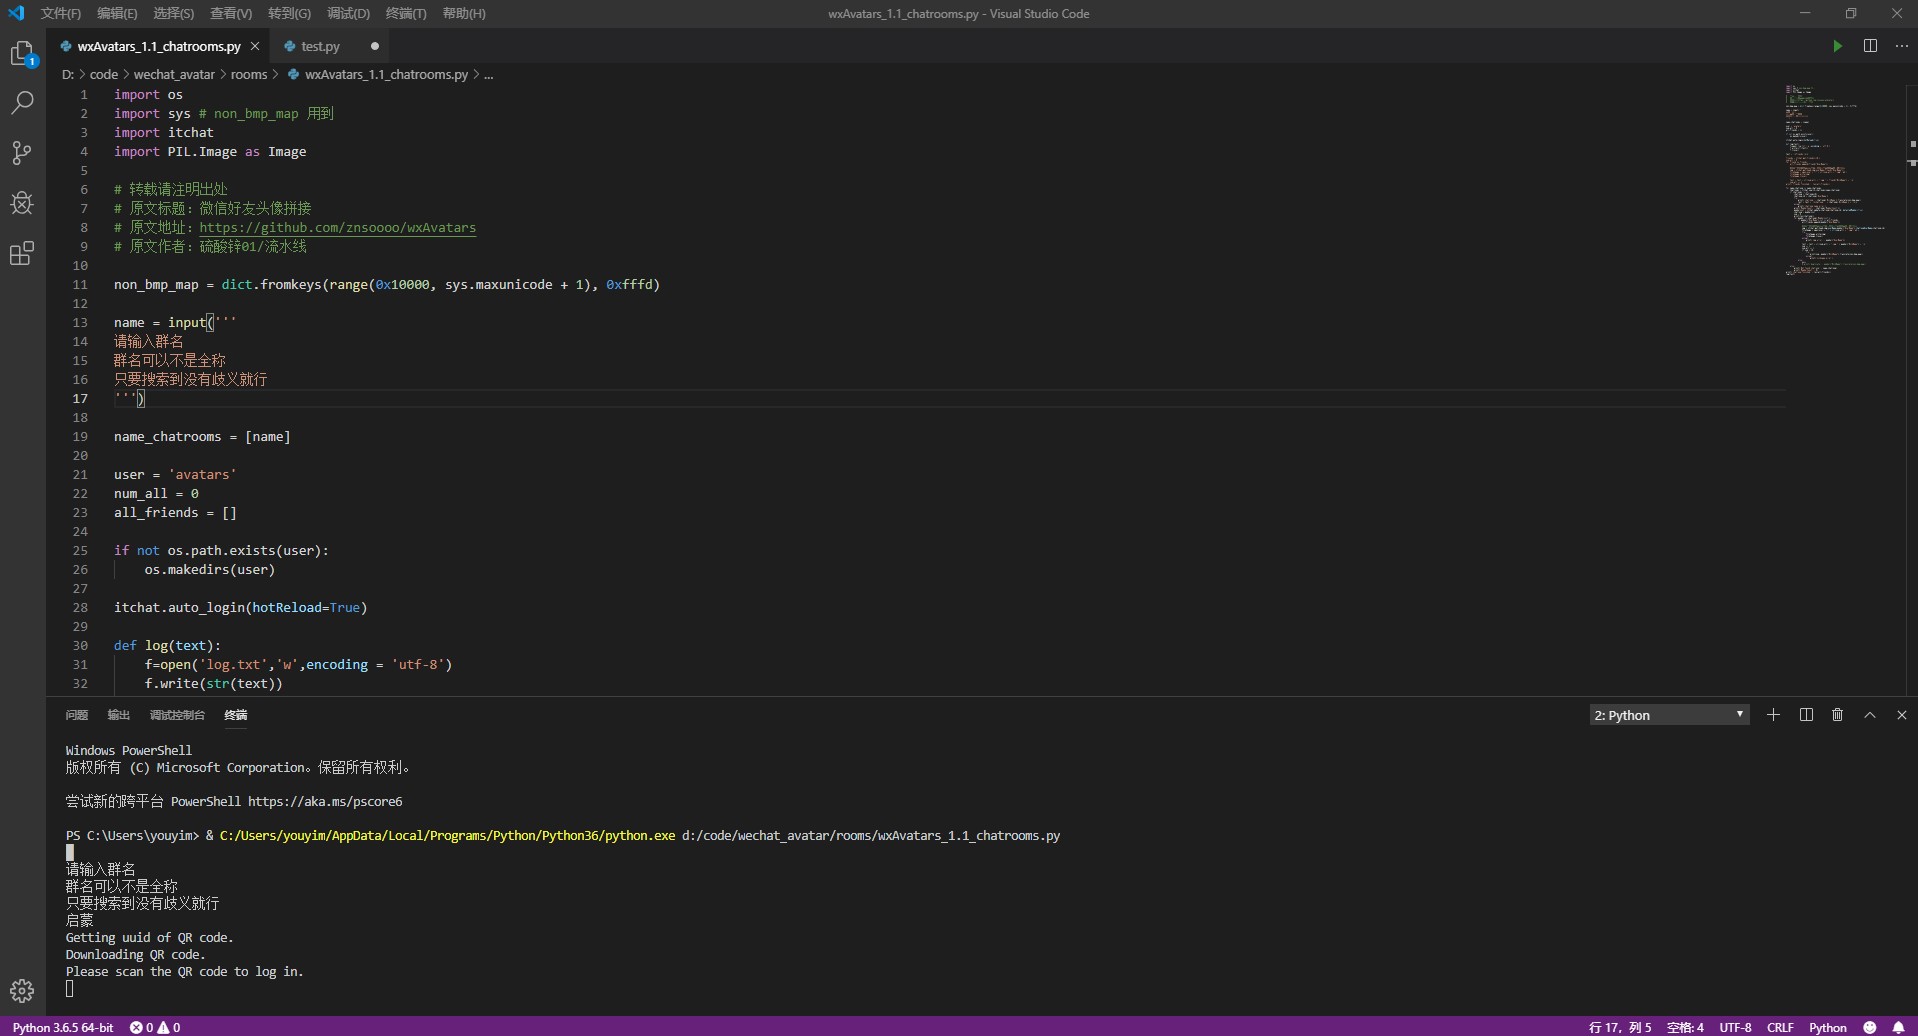 文件(F) 编辑(E) 选择(S) 查看(V) 转到(G) 调试(D) 终端(T) 帮助(H) wxAvatars_1.1_chatrooms.py - Visual Studio Code
wxAvatars_1.1_chatrooms.py test.py
1
D: > code > wechat_avatar > rooms > wxAvatars_1.1_chatrooms.py > ...
1 import os
2 import sys # non_bmp_map 用到
3 import itchat
4 import PIL.Image as Image
5
6 # 转载请注明出处
7 # 原文标题：微信好友头像拼接
8 # 原文地址：https://github.com/znsoooo/wxAvatars
9 # 原文作者：硫酸锌01/流水线
10
11 non_bmp_map = dict.fromkeys(range(0x10000, sys.maxunicode + 1), 0xfffd)
12
13 name = input('''
14 请输入群名
15 群名可以不是全称
16 只要搜索到没有歧义就行
17 ''')
18
19 name_chatrooms = [name]
20
21 user = 'avatars'
22 num_all = 0
23 all_friends = []
24
25 if not os.path.exists(user):
26 os.makedirs(user)
27
28 itchat.auto_login(hotReload=True)
29
30 def log(text):
31 f=open('log.txt','w',encoding = 'utf-8')
32 f.write(str(text))
问题 输出 调试控制台 终端 2: Python
Windows PowerShell
版权所有 (C) Microsoft Corporation。保留所有权利。
尝试新的跨平台 PowerShell https://aka.ms/pscore6
PS C:\Users\youyim> & C:/Users/youyim/AppData/Local/Programs/Python/Python36/python.exe d:/code/wechat_avatar/rooms/wxAvatars_1.1_chatrooms.py
请输入群名
群名可以不是全称
只要搜索到没有歧义就行
启蒙
Getting uuid of QR code.
Downloading QR code.
Please scan the QR code to log in.
Python 3.6.5 64-bit 0 0 行 17，列 5 空格: 4 UTF-8 CRLF Python